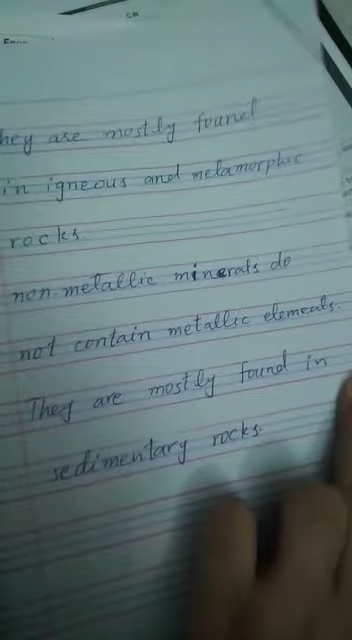 hey are mostly found
in igneous and metamorphic
rocks
non-metallic minerals do
not contain metallic elements.
They are mostly found in
sedimentary rocks.